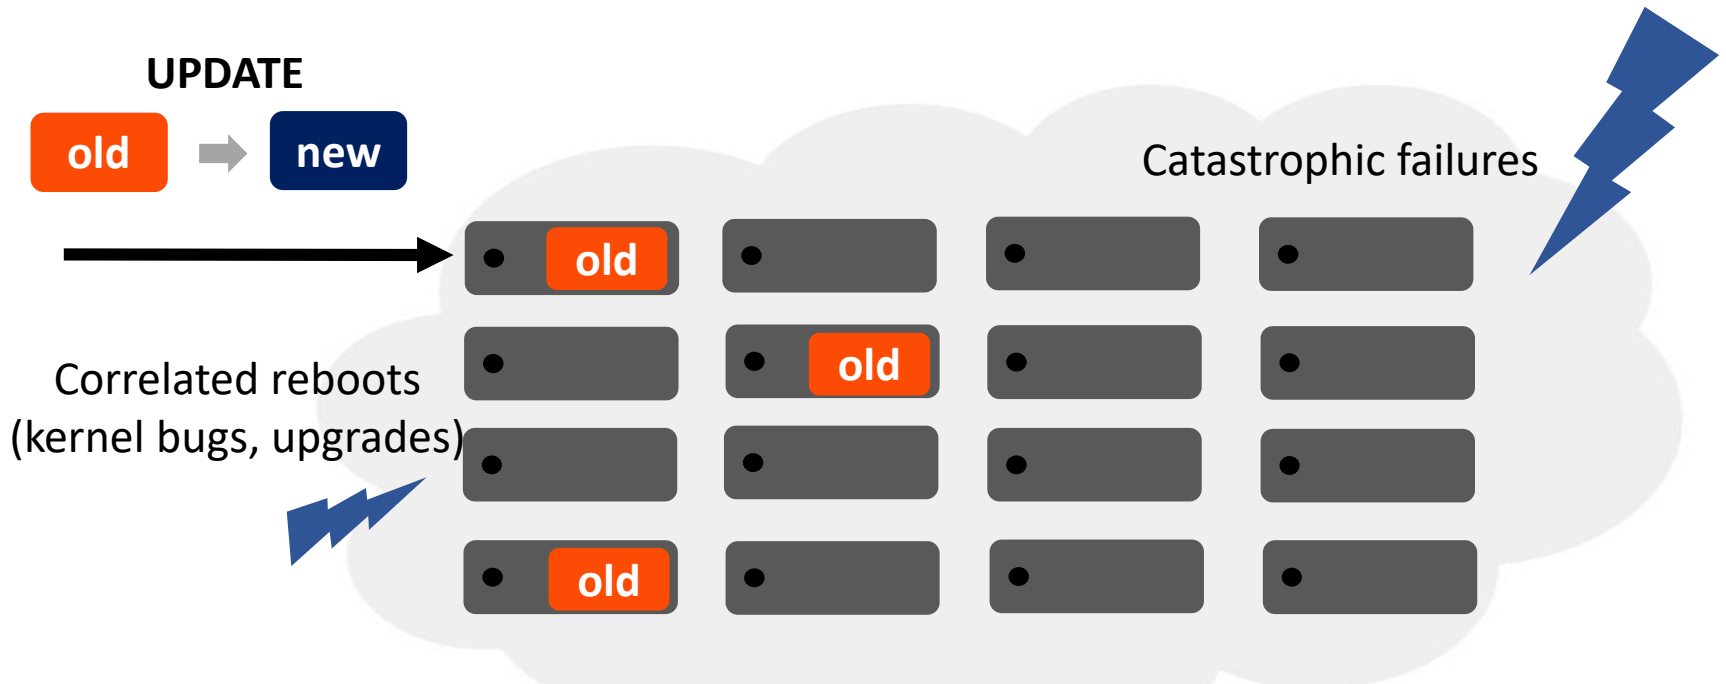 UPDATE
old
new
Catastrophic failures
old
old
Correlated reboots
(kernel bugs, upgrades)
old